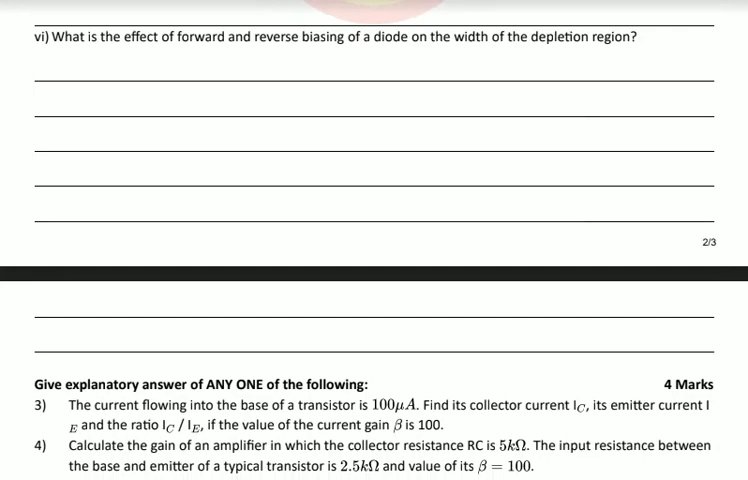 vi) What is the effect of forward and reverse biasing of a diode on the width of the depletion region?
2/3
Give explanatory answer of ANY ONE of the following: 4 Marks
3) The current flowing into the base of a transistor is 100μA. Find its collector current I_C, its emitter current I
_E and the ratio I_C / I_E, if the value of the current gain β is 100.
4) Calculate the gain of an amplifier in which the collector resistance RC is 5kΩ. The input resistance between
the base and emitter of a typical transistor is 2.5kΩ and value of its β = 100.